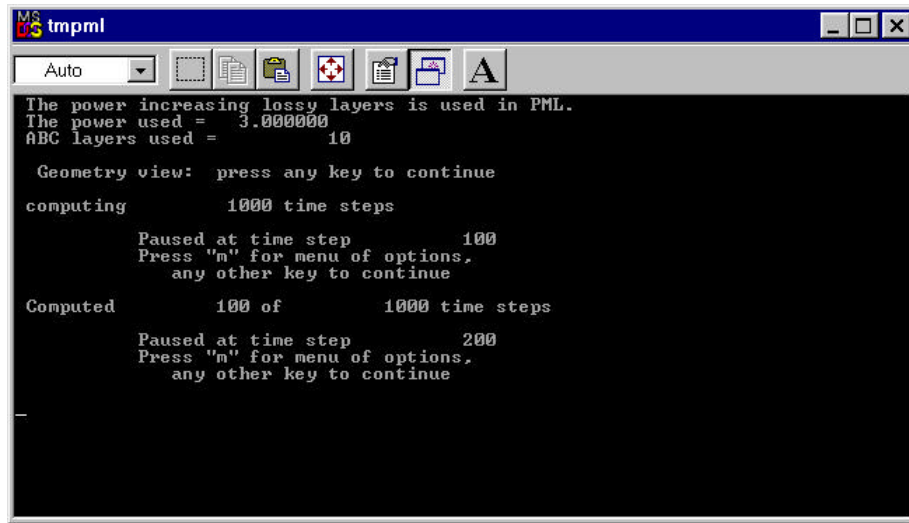 MS
DOS
tmpml
Auto
A
The power increasing lossy layers is used in PML.
The power used =   3.000000
ABC layers used =          10
Geometry view:  press any key to continue
computing         1000 time steps
Paused at time step          100
Press "m" for menu of options,
any other key to continue
Computed         100 of         1000 time steps
Paused at time step          200
Press "m" for menu of options,
any other key to continue
_